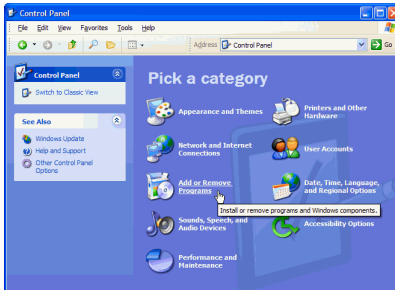 Control Panel
File Edit View Favorites Tools Help
Address Control Panel Go
Control Panel
Switch to Classic View
See Also
Windows Update
Help and Support
Other Control Panel
Options
Pick a category
Appearance and Themes
Printers and Other
Hardware
Network and Internet
Connections
User Accounts
Add or Remove
Programs
Date, Time, Language,
and Regional Options
Install or remove programs and Windows components.
Sounds, Speech, and
Audio Devices
Accessibility Options
Performance and
Maintenance